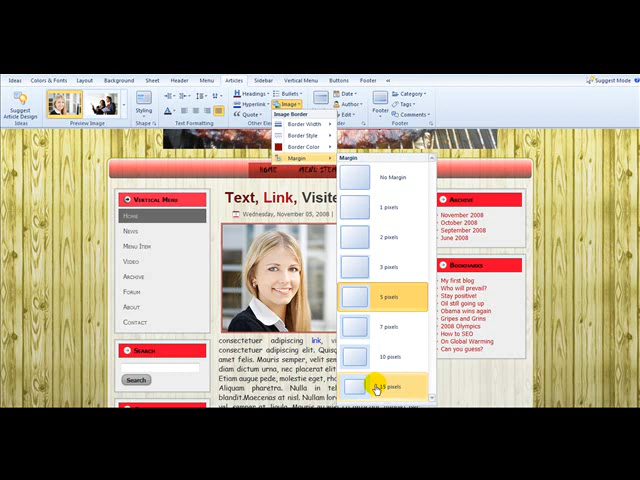 Ideas Colors & Fonts Layout Background Sheet Header Menu Articles Sidebar Vertical Menu Buttons Footer Suggest Mode
Suggest
Article Design
Ideas
Preview Image
Styling
Shape
Text / Format
Headings
Hyperlink
Quote
Bullets
Image
Date
Author
Footer
Category
Tags
Comments
Image Border
Border Width
Border Style
Border Color
Margin
Margin
No Margin
1 pixels
2 pixels
3 pixels
5 pixels
7 pixels
10 pixels
15 pixels
HOME
Vertical Menu
Home
News
Menu Item
Video
Archive
Forum
About
Contact
Search
Search
Text, Link, Visite
Wednesday, November 05, 2008 |
consectetuer adipiscing link,
consectetuer adipiscing elit.
amet felis. Mauris semper, velit
diam dictum urna, nec placerat elit
Etiam augue pede, molestie eget,
Aliquam pharetra. Nulla in
blandit.Maecenas at nisl. Nullam
Archive
November 2008
October 2008
September 2008
June 2008
Bookmarks
My first blog
Who will prevail?
Stay positive!
Oil still going up
Obama wins again
Gripes and Grins
2008 Olympics
How to SEO
On Global Warming
Can you guess?